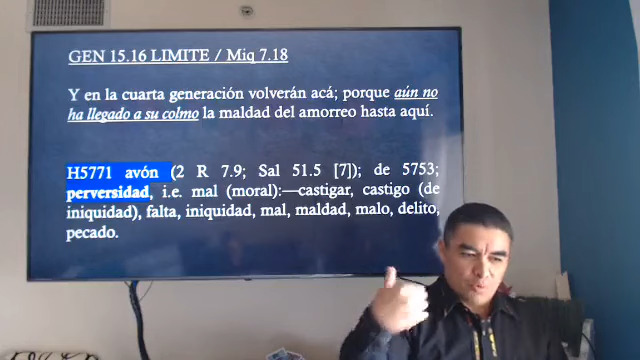 GEN 15.16 LIMITE / Miq 7.18
Y en la cuarta generación volverán acá; porque aún no
ha llegado a su colmo la maldad del amorreo hasta aquí.
H5771 avón (2 R 7.9; Sal 51.5 [7]); de 5753;
perversidad, i.e. mal (moral):—castigar, castigo (de
iniquidad), falta, iniquidad, mal, maldad, malo, delito,
pecado.